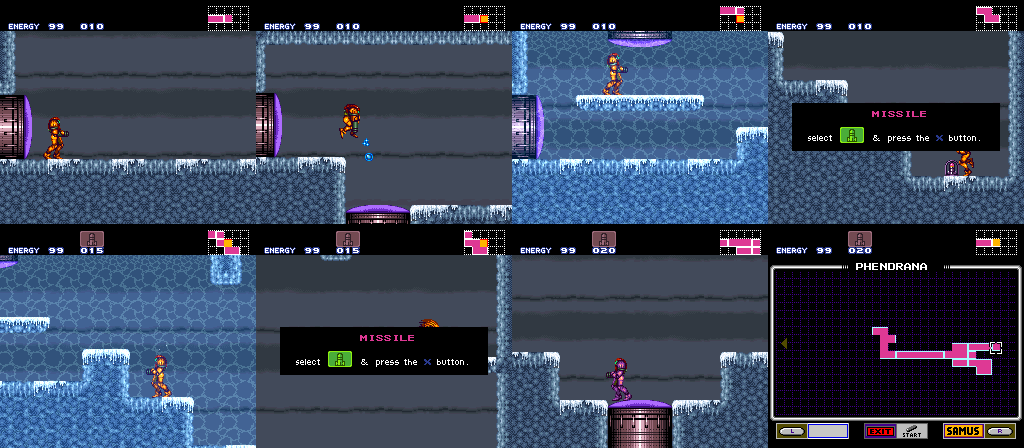 ENERGY 99 010
ENERGY 99 010
ENERGY 99 010
ENERGY 99 010
MISSILE
select & press the X button.
ENERGY 99 015
ENERGY 99 015
MISSILE
select & press the X button.
ENERGY 99 020
ENERGY 99 020
PHENDRANA
L EXIT START SAMUS R